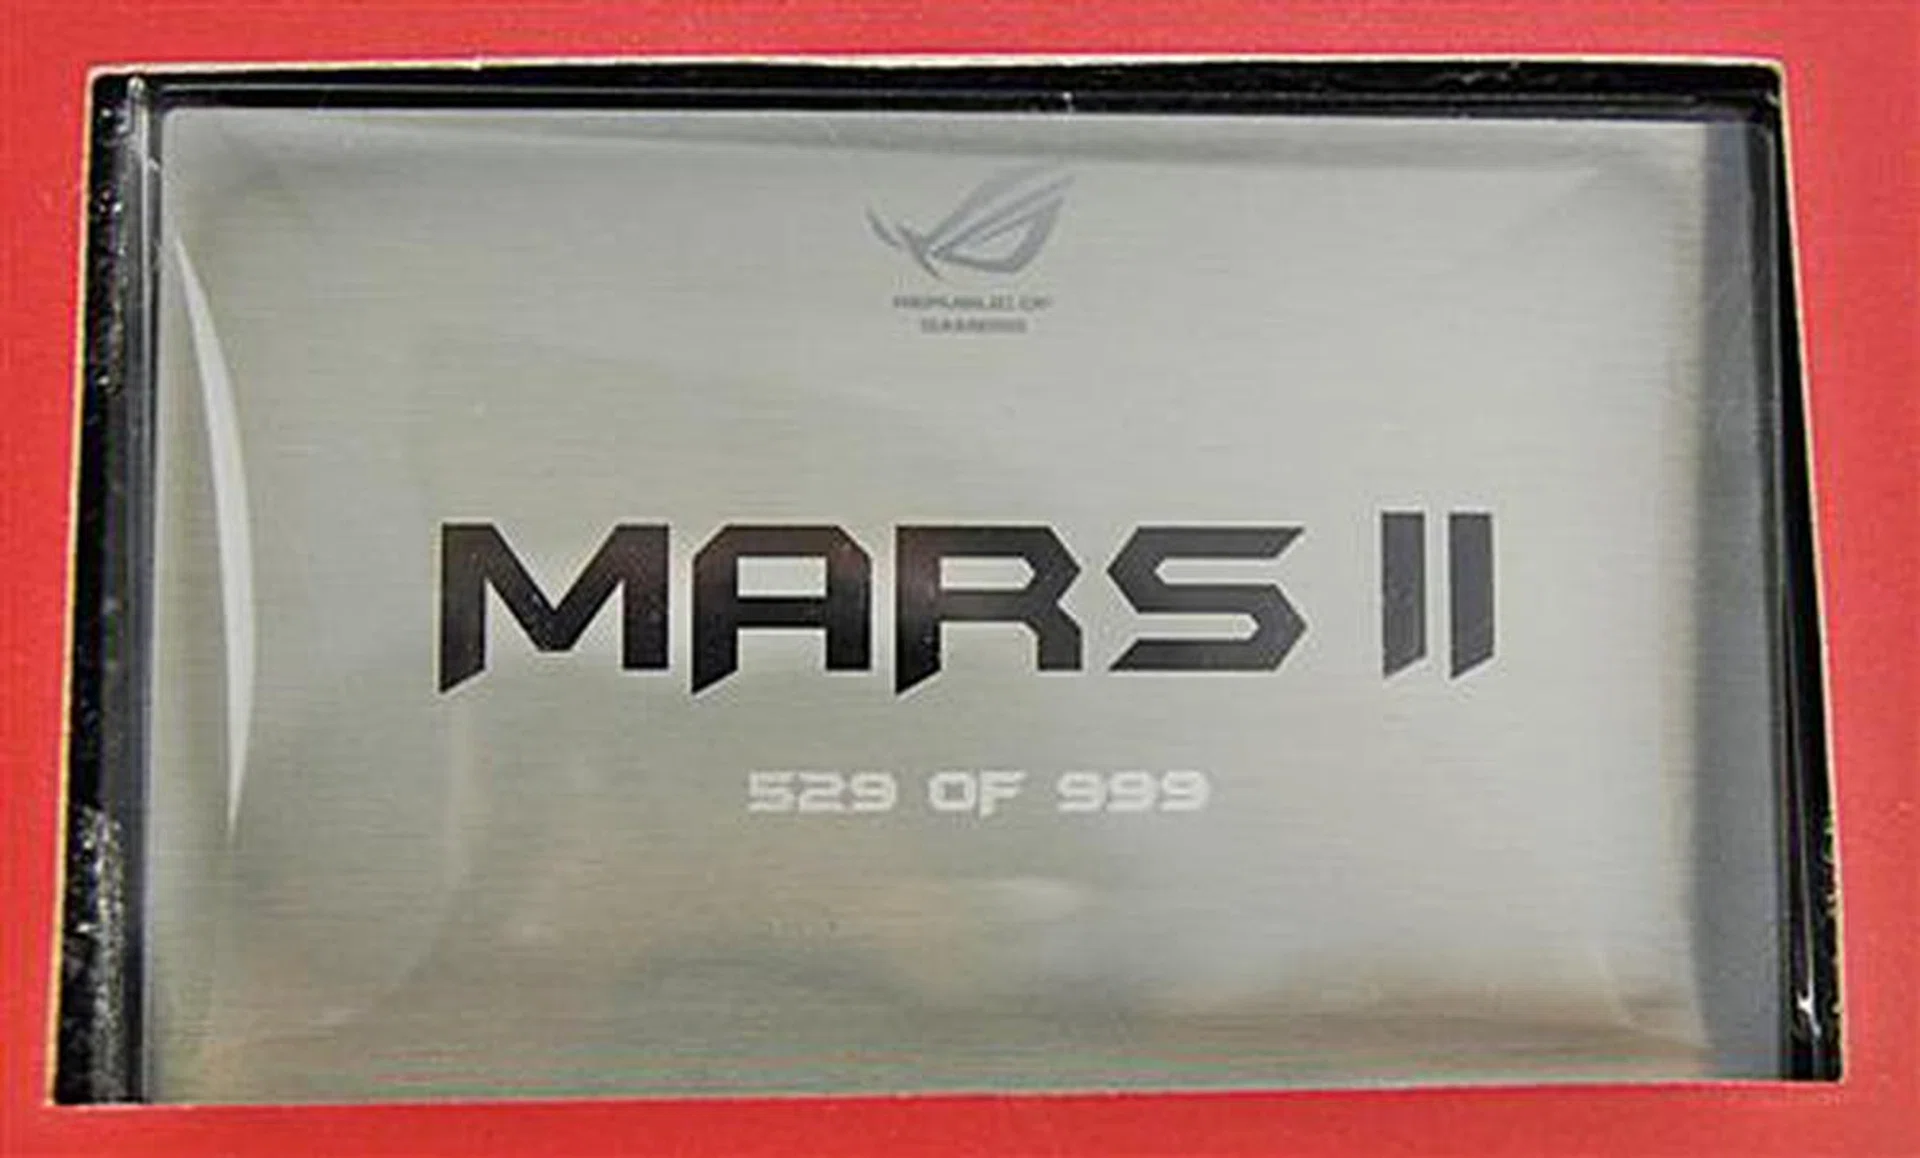 REPUBLIC OF
GAMERS
MARS II
529 OF 999